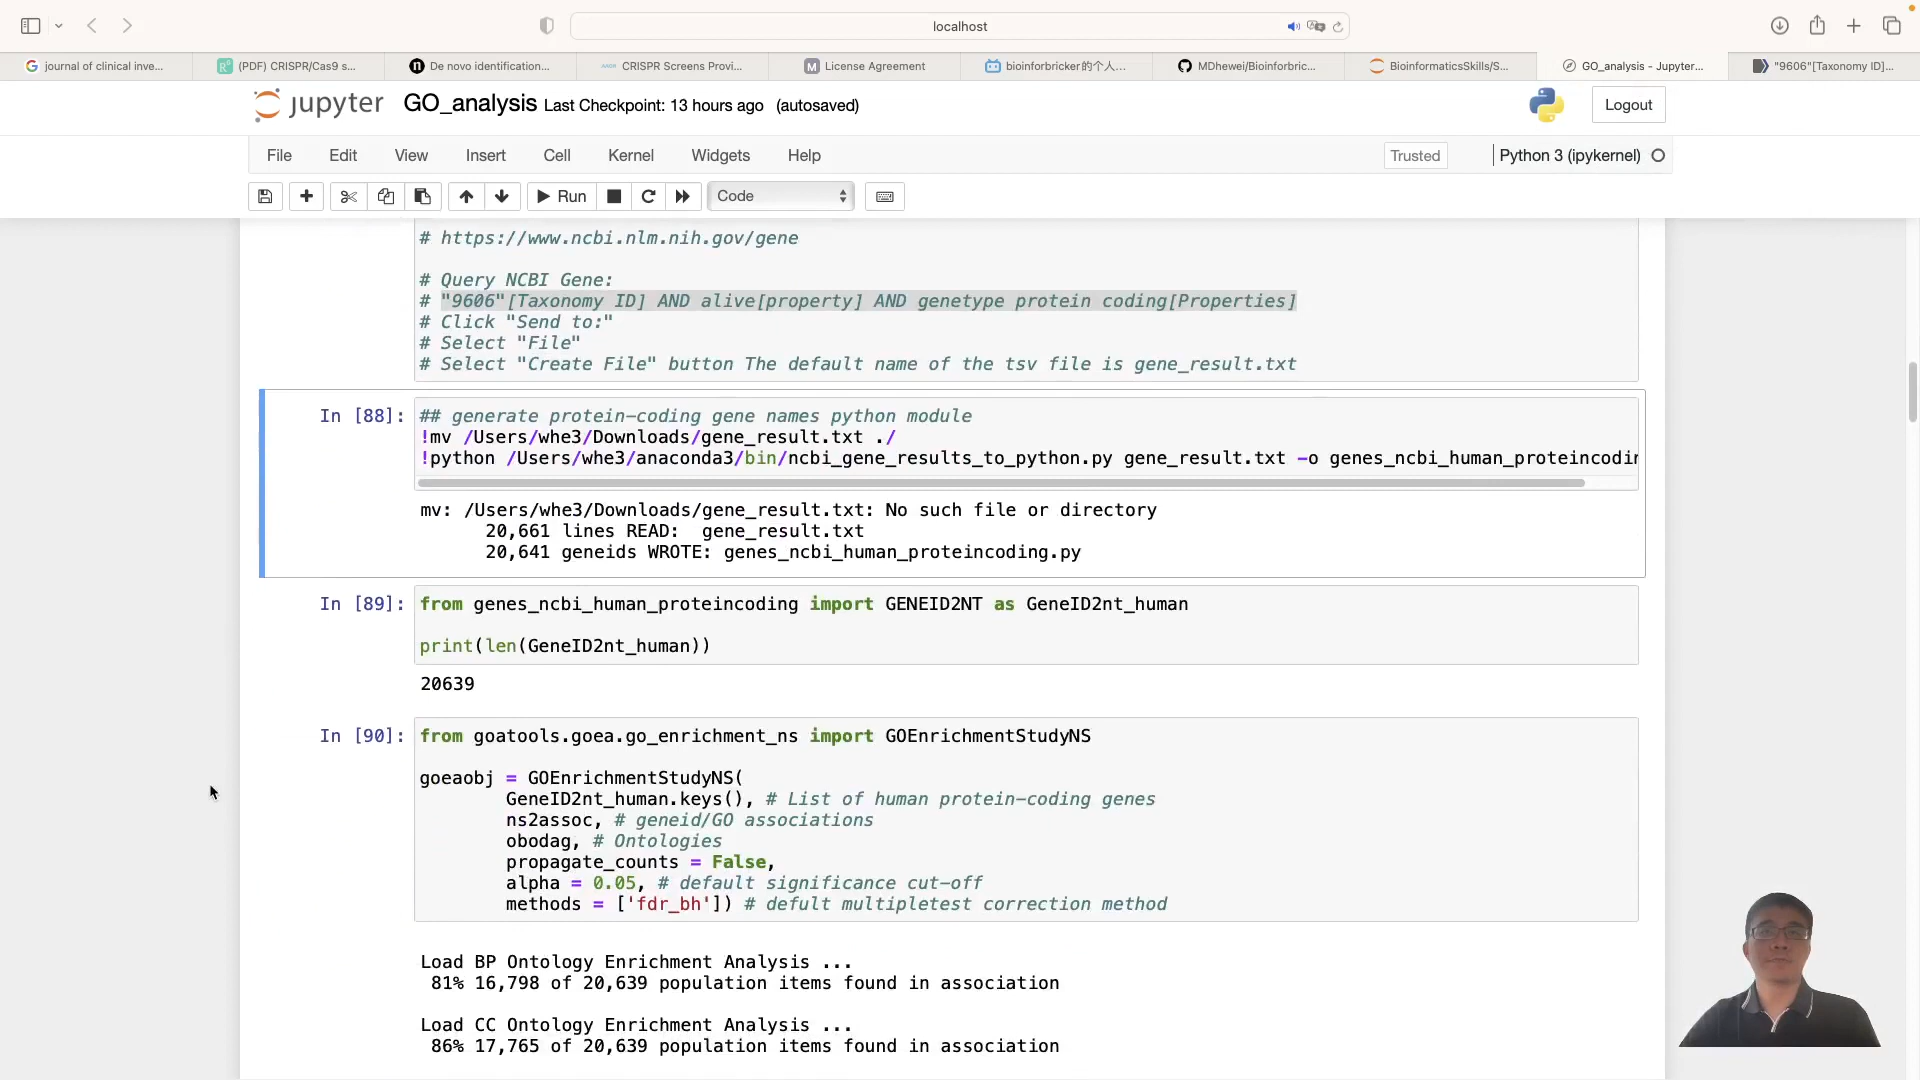 localhost
journal of clinical inve...
(PDF) CRISPR/Cas9 s...
De novo identification...
CRISPR Screens Provi...
License Agreement
bioinforbricker的个人...
MDhewei/Bioinforbric...
BioinformaticsSkills/S...
GO_analysis - Jupyter...
"9606"[Taxonomy ID]...
jupyter GO_analysis Last Checkpoint: 13 hours ago (autosaved)
Logout
File Edit View Insert Cell Kernel Widgets Help
Trusted
Python 3 (ipykernel)
Run
Code
# https://www.ncbi.nlm.nih.gov/gene
# Query NCBI Gene:
# "9606"[Taxonomy ID] AND alive[property] AND genetype protein coding[Properties]
# Click "Send to:"
# Select "File"
# Select "Create File" button The default name of the tsv file is gene_result.txt
In [88]: ## generate protein-coding gene names python module
!mv /Users/whe3/Downloads/gene_result.txt ./
!python /Users/whe3/anaconda3/bin/ncbi_gene_results_to_python.py gene_result.txt -o genes_ncbi_human_proteincodin
mv: /Users/whe3/Downloads/gene_result.txt: No such file or directory
20,661 lines READ: gene_result.txt
20,641 geneids WROTE: genes_ncbi_human_proteincoding.py
In [89]: from genes_ncbi_human_proteincoding import GENEID2NT as GeneID2nt_human
print(len(GeneID2nt_human))
20639
In [90]: from goatools.goea.go_enrichment_ns import GOEnrichmentStudyNS
goeaobj = GOEnrichmentStudyNS(
GeneID2nt_human.keys(), # List of human protein-coding genes
ns2assoc, # geneid/GO associations
obodag, # Ontologies
propagate_counts = False,
alpha = 0.05, # default significance cut-off
methods = ['fdr_bh']) # defult multipletest correction method
Load BP Ontology Enrichment Analysis ...
81% 16,798 of 20,639 population items found in association
Load CC Ontology Enrichment Analysis ...
86% 17,765 of 20,639 population items found in association